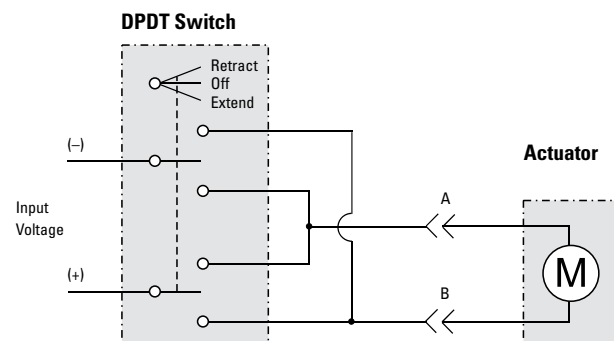 DPDT Switch
Retract
Off
Extend
(–)
Actuator
A
Input
Voltage
(+)
B
M